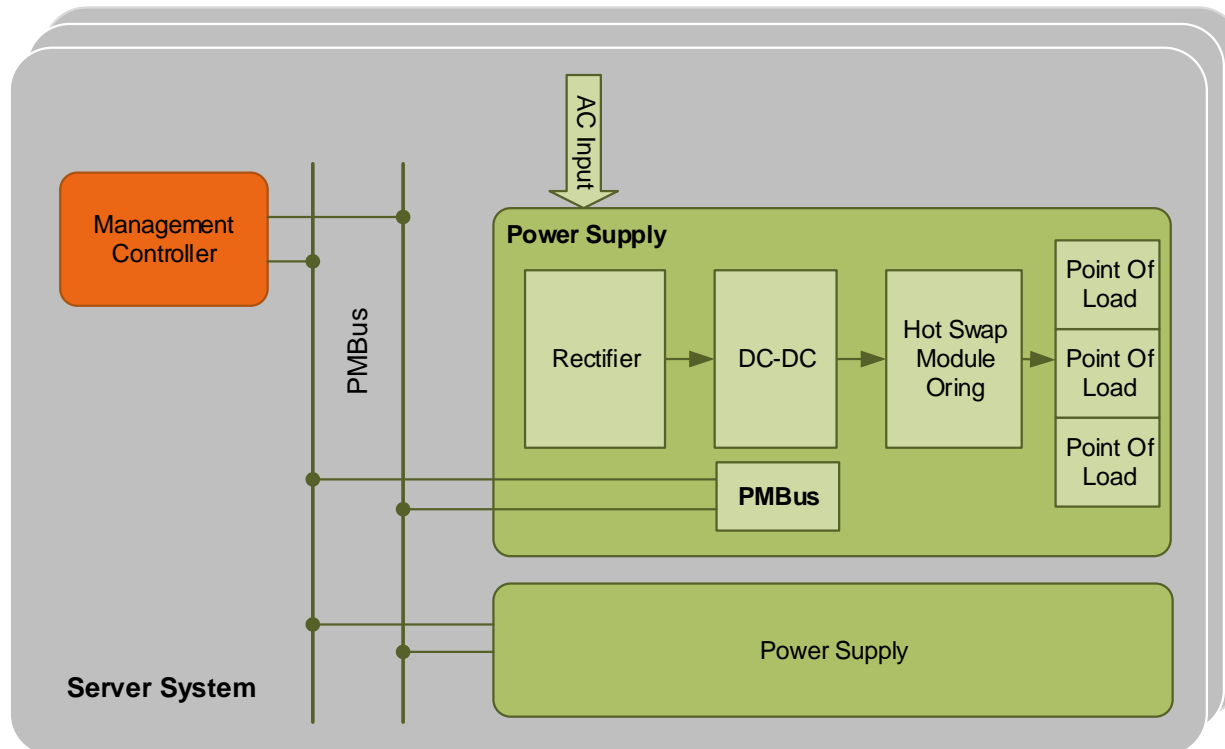 AC Input
Management
Controller
PMBus
Power Supply
Rectifier
DC-DC
Hot Swap
Module
Oring
Point Of
Load
Point Of
Load
Point Of
Load
PMBus
Power Supply
Server System